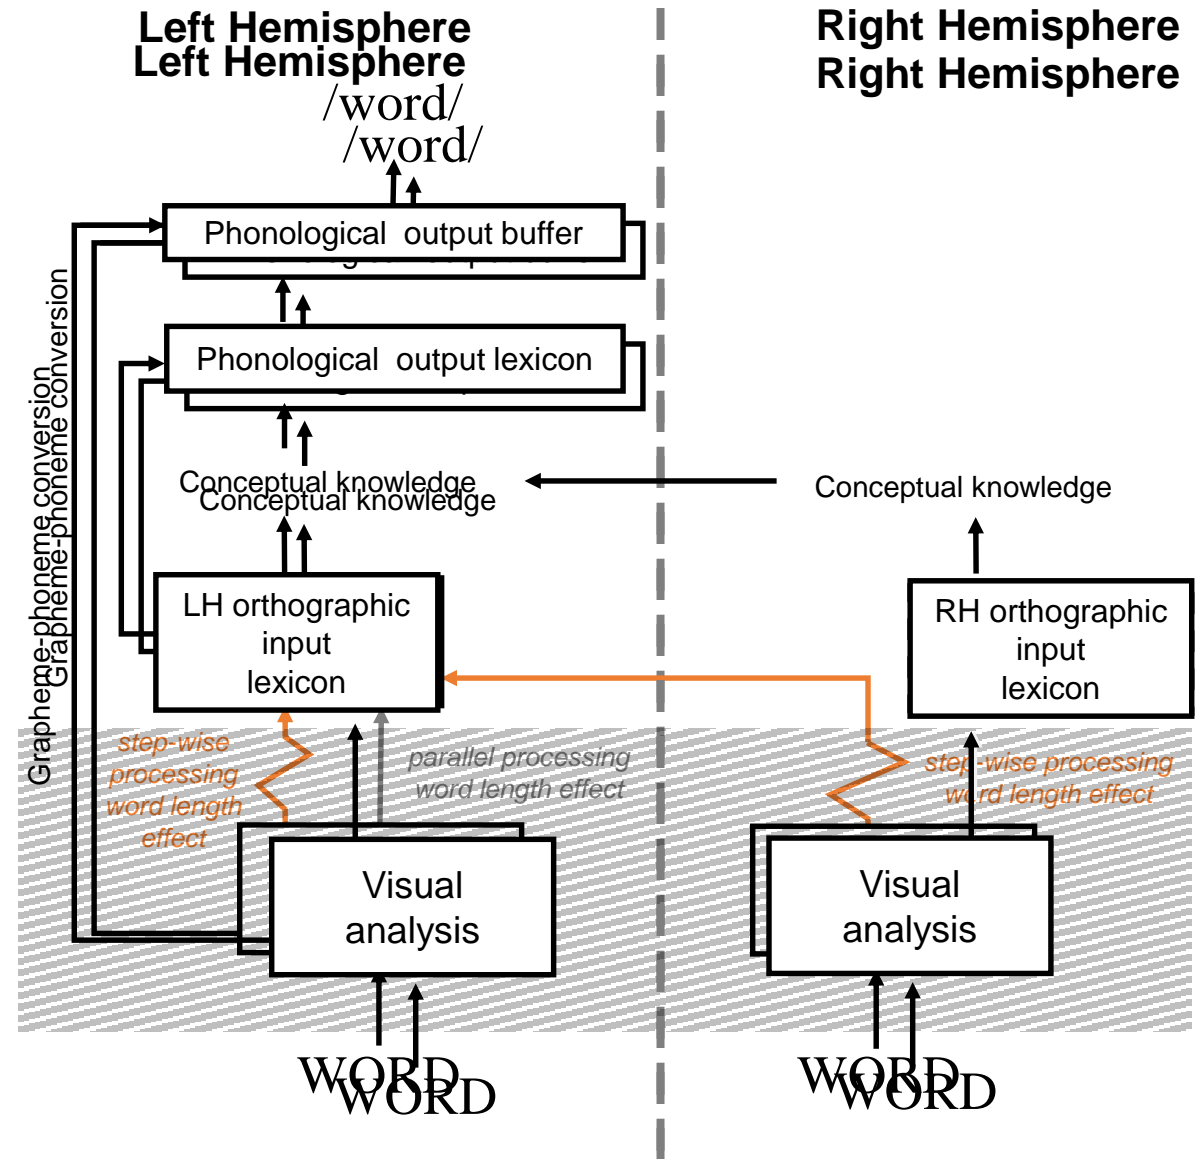 Left Hemisphere
Left Hemisphere
Right Hemisphere
Right Hemisphere
/word/
/word/
Phonological output buffer
Phonological output lexicon
Conceptual knowledge
Conceptual knowledge
Conceptual knowledge
Grapheme-phoneme conversion
Grapheme-phoneme conversion
LH orthographic
input
lexicon
RH orthographic
input
lexicon
step-wise
processing
word length
effect
parallel processing
word length effect
step-wise processing
word length effect
Visual
analysis
Visual
analysis
WORD
WORD
WORD
WORD